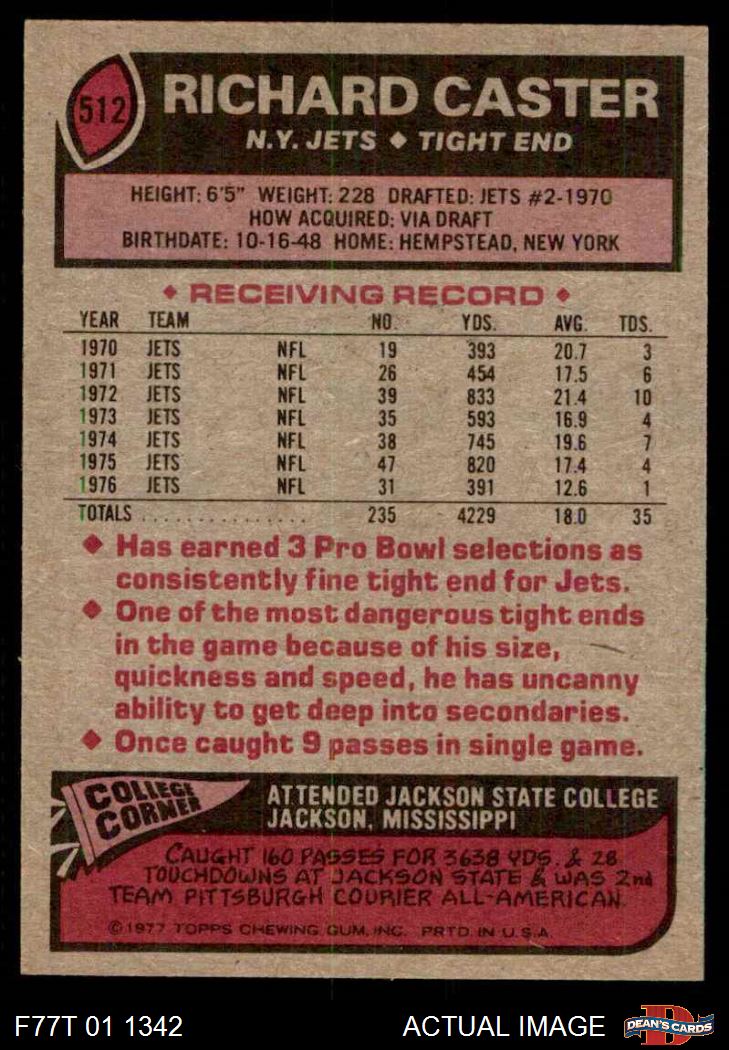 512
RICHARD CASTER
N.Y. JETS ◆ TIGHT END
HEIGHT: 6'5" WEIGHT: 228 DRAFTED: JETS #2-1970
HOW ACQUIRED: VIA DRAFT
BIRTHDATE: 10-16-48 HOME: HEMPSTEAD, NEW YORK
◆ RECEIVING RECORD ◆
YEAR TEAM NO. YDS. AVG. TDS.
1970 JETS NFL 19 393 20.7 3
1971 JETS NFL 26 454 17.5 6
1972 JETS NFL 39 833 21.4 10
1973 JETS NFL 35 593 16.9 4
1974 JETS NFL 38 745 19.6 7
1975 JETS NFL 47 820 17.4 4
1976 JETS NFL 31 391 12.6 1
TOTALS . . . . . . . . . . . . . . . . 235 4229 18.0 35
◆ Has earned 3 Pro Bowl selections as
consistently fine tight end for Jets.
◆ One of the most dangerous tight ends
in the game because of his size,
quickness and speed, he has uncanny
ability to get deep into secondaries.
◆ Once caught 9 passes in single game.
COLLEGE
CORNER
ATTENDED JACKSON STATE COLLEGE
JACKSON, MISSISSIPPI
CAUGHT 160 PASSES FOR 3638 YDS. & 28
TOUCHDOWNS AT JACKSON STATE & WAS 2nd
TEAM PITTSBURGH COURIER ALL-AMERICAN.
©1977 TOPPS CHEWING GUM, INC. PRTD. IN U.S.A.
F77T 01 1342 ACTUAL IMAGE
D
DEAN'S CARDS